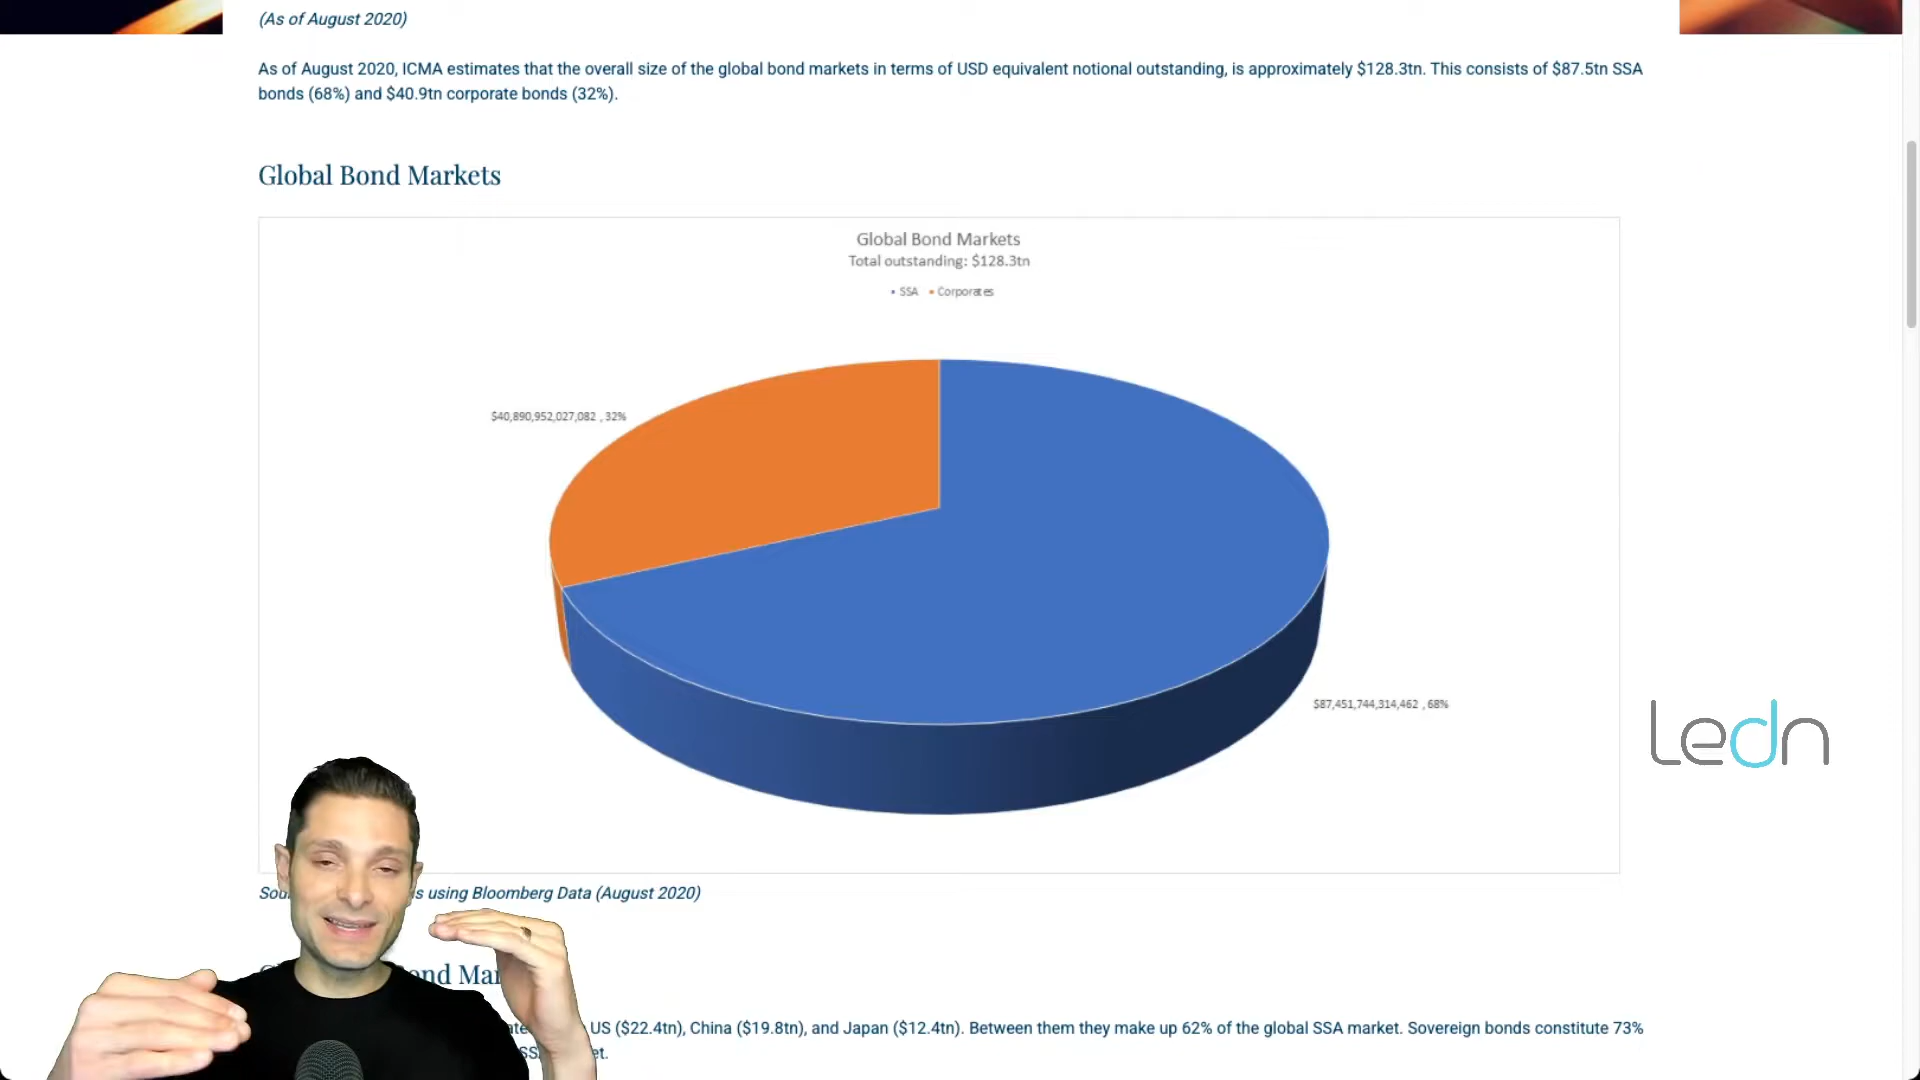 (As of August 2020)
As of August 2020, ICMA estimates that the overall size of the global bond markets in terms of USD equivalent notional outstanding, is approximately $128.3tn. This consists of $87.5tn SSA
bonds (68%) and $40.9tn corporate bonds (32%).
Global Bond Markets
Global Bond Markets
Total outstanding: $128.3tn
SSA Corporates
$40,890,952,027,082 , 32%
$87,451,744,314,462 , 68%
ledn
using Bloomberg Data (August 2020)
US ($22.4tn), China ($19.8tn), and Japan ($12.4tn). Between them they make up 62% of the global SSA market. Sovereign bonds constitute 73%